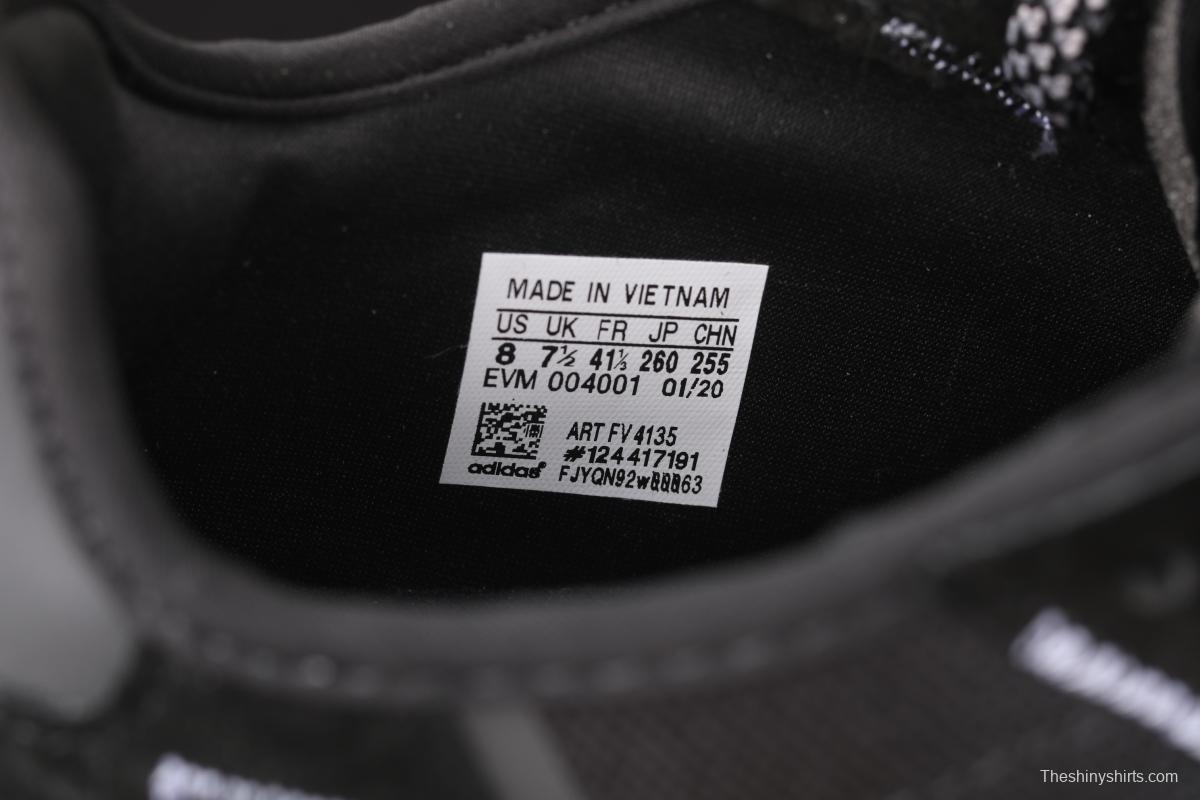 MADE IN VIETNAM
US UK FR JP CHN
8 7½ 41⅓ 260 255
EVM 004001 01/20
ART FV4135
#124417191
adidas®
Theshinyshirts.com